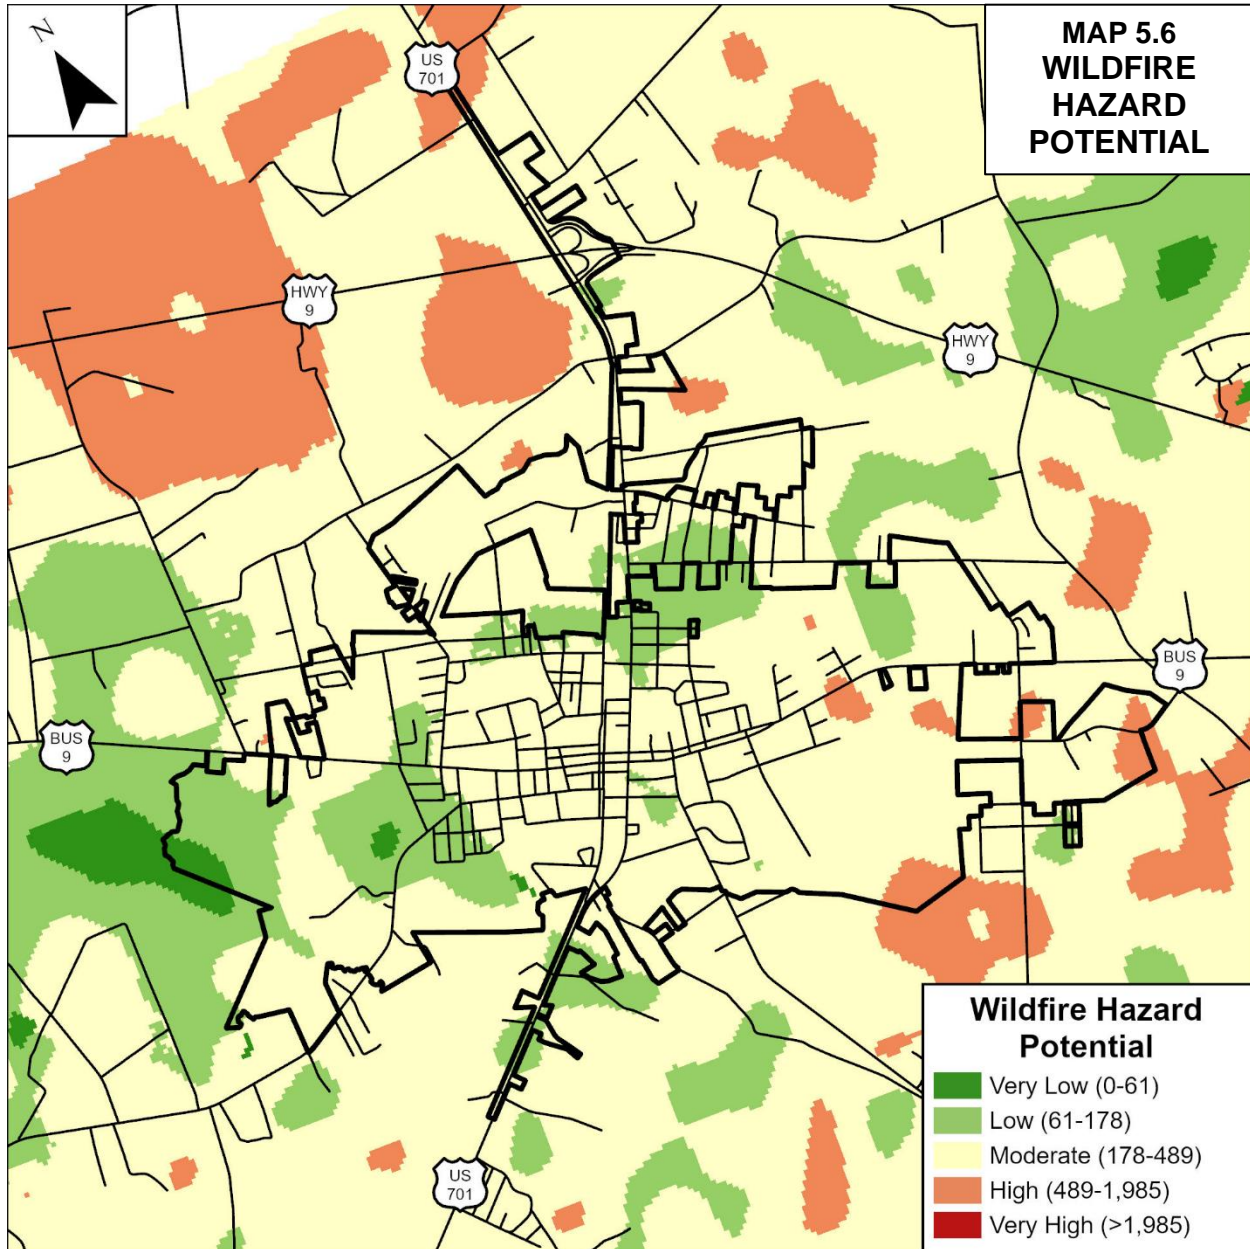 N
US
701
MAP 5.6
WILDFIRE
HAZARD
POTENTIAL
HWY
9
HWY
9
BUS
9
BUS
9
US
701
Wildfire Hazard
Potential
Very Low (0-61)
Low (61-178)
Moderate (178-489)
High (489-1,985)
Very High (>1,985)